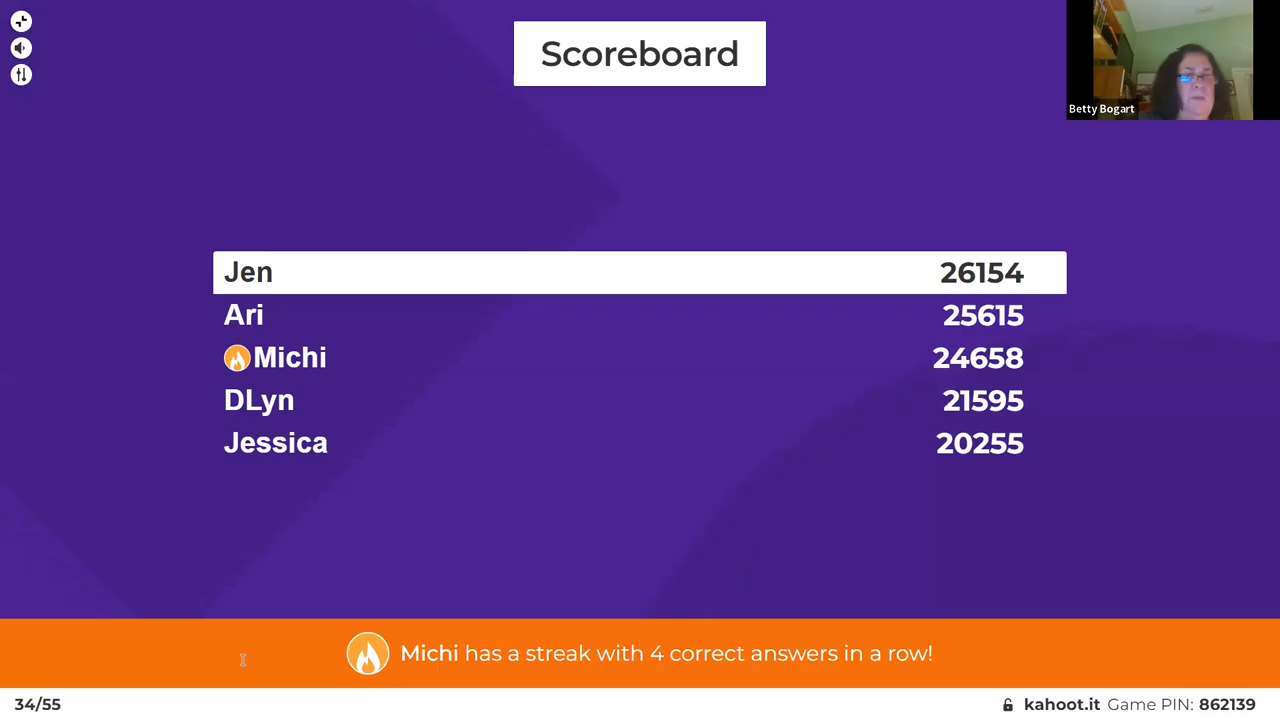 Scoreboard
Betty Bogart
Jen 26154
Ari 25615
Michi 24658
DLyn 21595
Jessica 20255
Michi has a streak with 4 correct answers in a row!
34/55 kahoot.it Game PIN: 862139